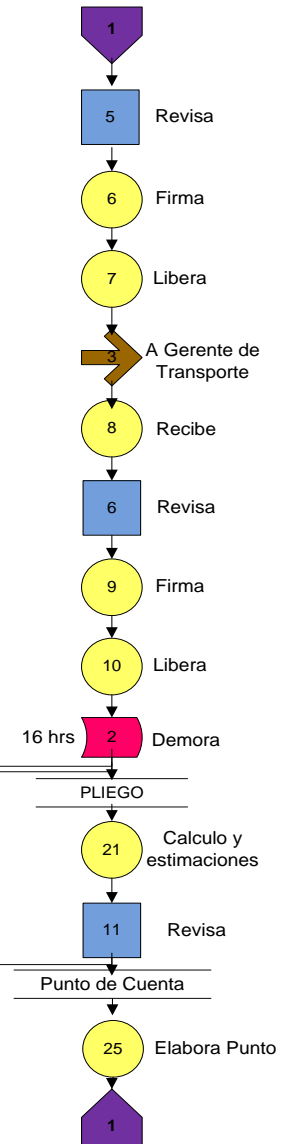 1
5 Revisa
6 Firma
7 Libera
3 A Gerente de
Transporte
8 Recibe
6 Revisa
9 Firma
10 Libera
16 hrs 2 Demora
PLIEGO
21 Calculo y
estimaciones
11 Revisa
Punto de Cuenta
25 Elabora Punto
1